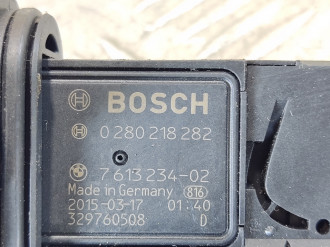 BOSCH
0 280 218 282
7 613 234-02
Made in Germany 816
2015-03-17 01:40
329760508 D